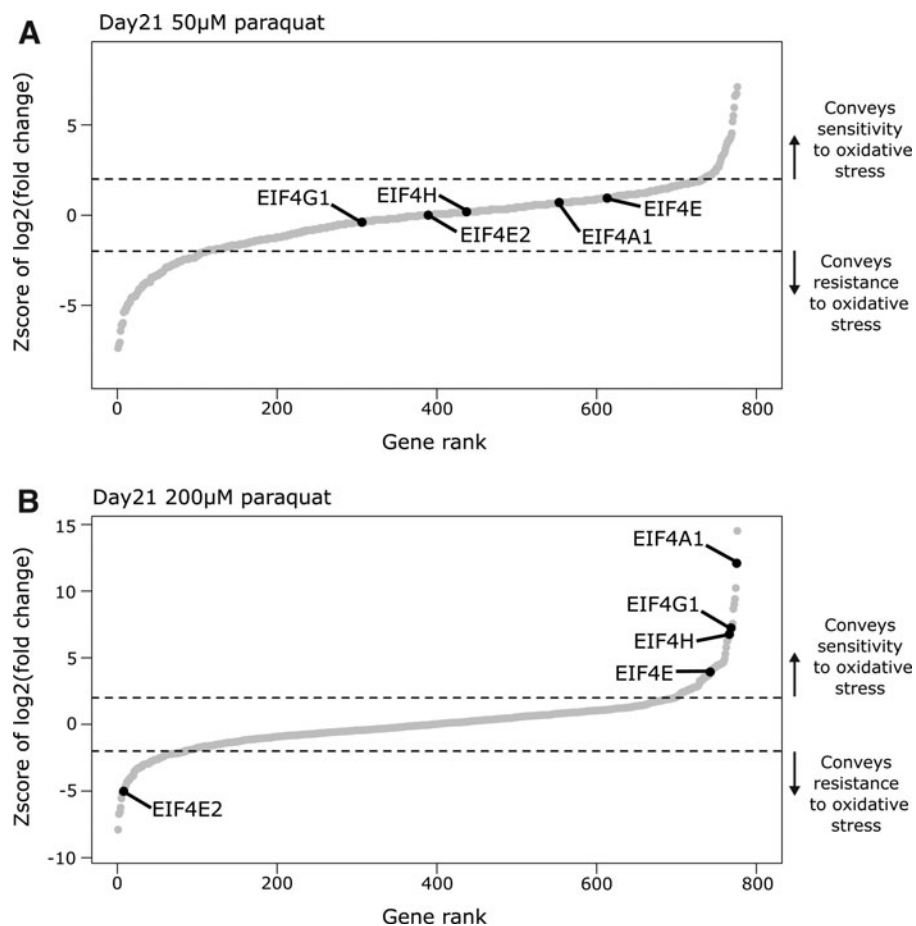 A
Day21 50µM paraquat
Zscore of log2(fold change)
5
0
-5
EIF4G1
EIF4H
EIF4E2
EIF4A1
EIF4E
Conveys
sensitivity
to oxidative
stress
Conveys
resistance
to oxidative
stress
0
200
400
600
800
Gene rank
B
Day21 200µM paraquat
Zscore of log2(fold change)
15
10
5
0
-5
-10
EIF4A1
EIF4G1
EIF4H
EIF4E
EIF4E2
Conveys
sensitivity
to oxidative
stress
Conveys
resistance
to oxidative
stress
0
200
400
600
800
Gene rank